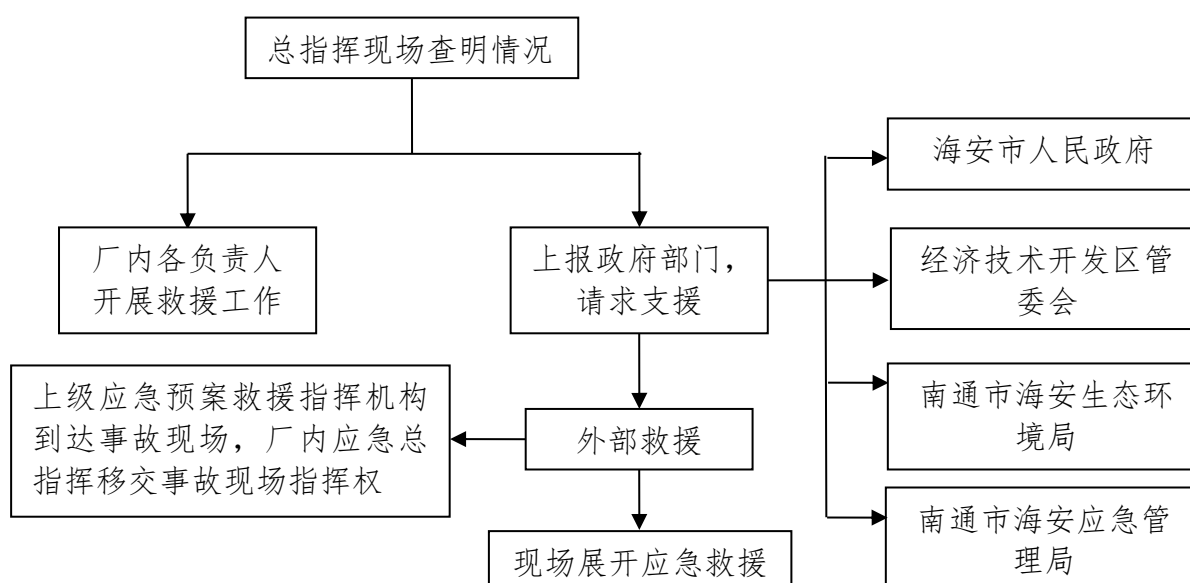 总指挥现场查明情况
海安市人民政府
厂内各负责人
开展救援工作
上报政府部门，
请求支援
经济技术开发区管
委会
上级应急预案救援指挥机构
到达事故现场，厂内应急总
指挥移交事故现场指挥权
外部救援
南通市海安生态环
境局
现场展开应急救援
南通市海安应急管
理局